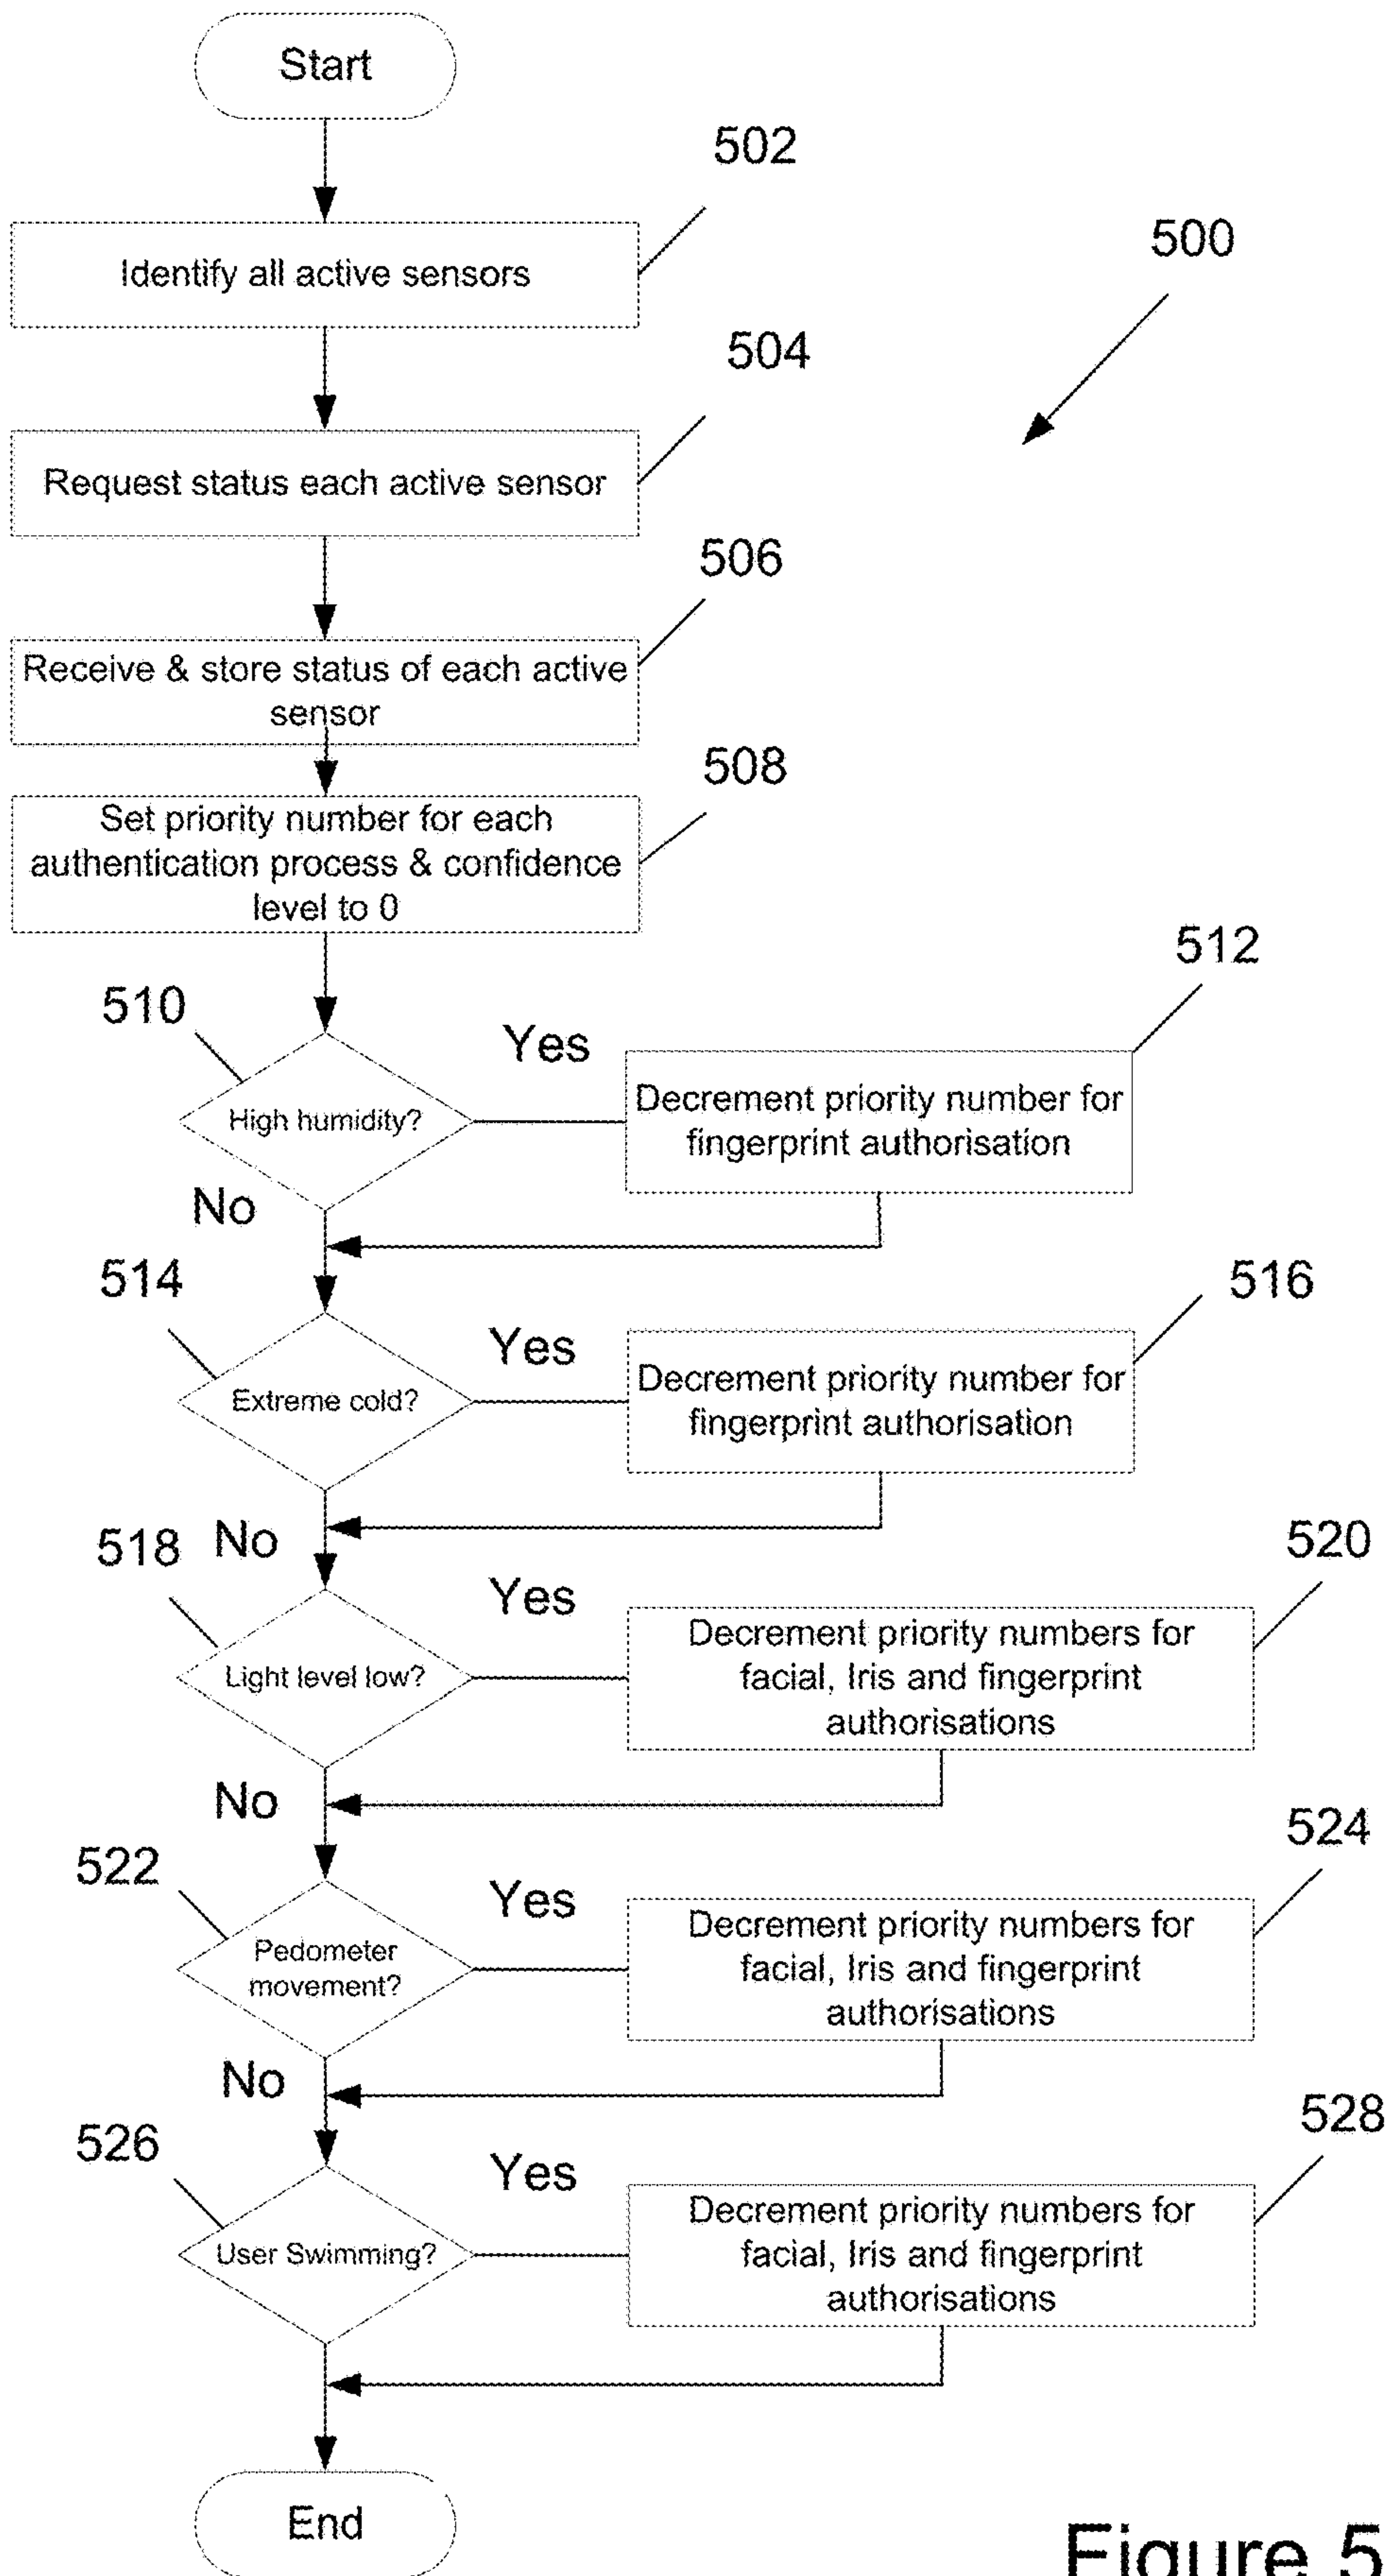 Start
502
500
Identify all active sensors
504
Request status each active sensor
506
Receive & store status of each active
sensor
508
Set priority number for each
authentication process & confidence
level to 0
512
510
Yes
Decrement priority number for
fingerprint authorisation
High humidity?
No
514
516
Yes
Decrement priority number for
fingerprint authorisation
Extreme cold?
No
518
520
Yes
Decrement priority numbers for
facial, Iris and fingerprint
authorisations
Light level low?
No
524
522
Yes
Decrement priority numbers for
facial, Iris and fingerprint
authorisations
Pedometer
movement?
No
528
526
Yes
Decrement priority numbers for
facial, Iris and fingerprint
authorisations
User Swimming?
End
Figure 5